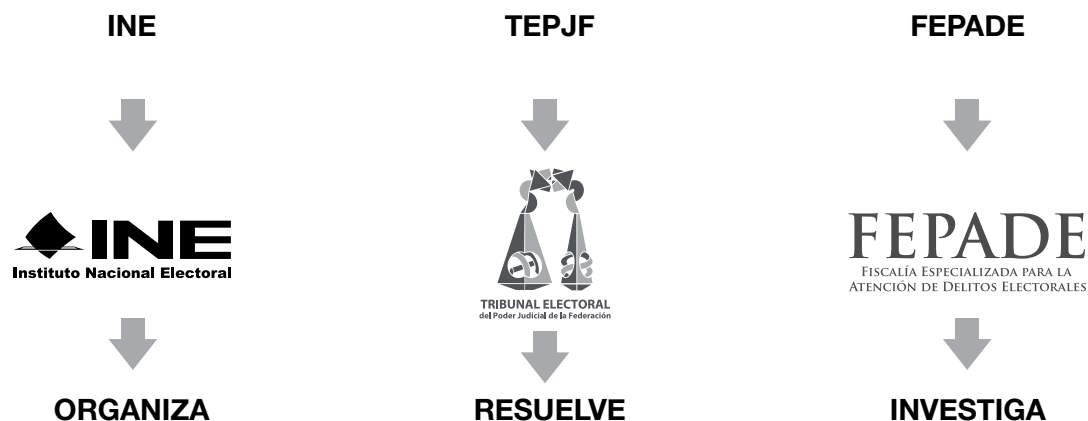 INE
TEPJF
FEPADE
INE
Instituto Nacional Electoral
TRIBUNAL ELECTORAL
del Poder Judicial de la Federación
FEPADE
FISCALÍA ESPECIALIZADA PARA LA
ATENCIÓN DE DELITOS ELECTORALES
ORGANIZA
RESUELVE
INVESTIGA